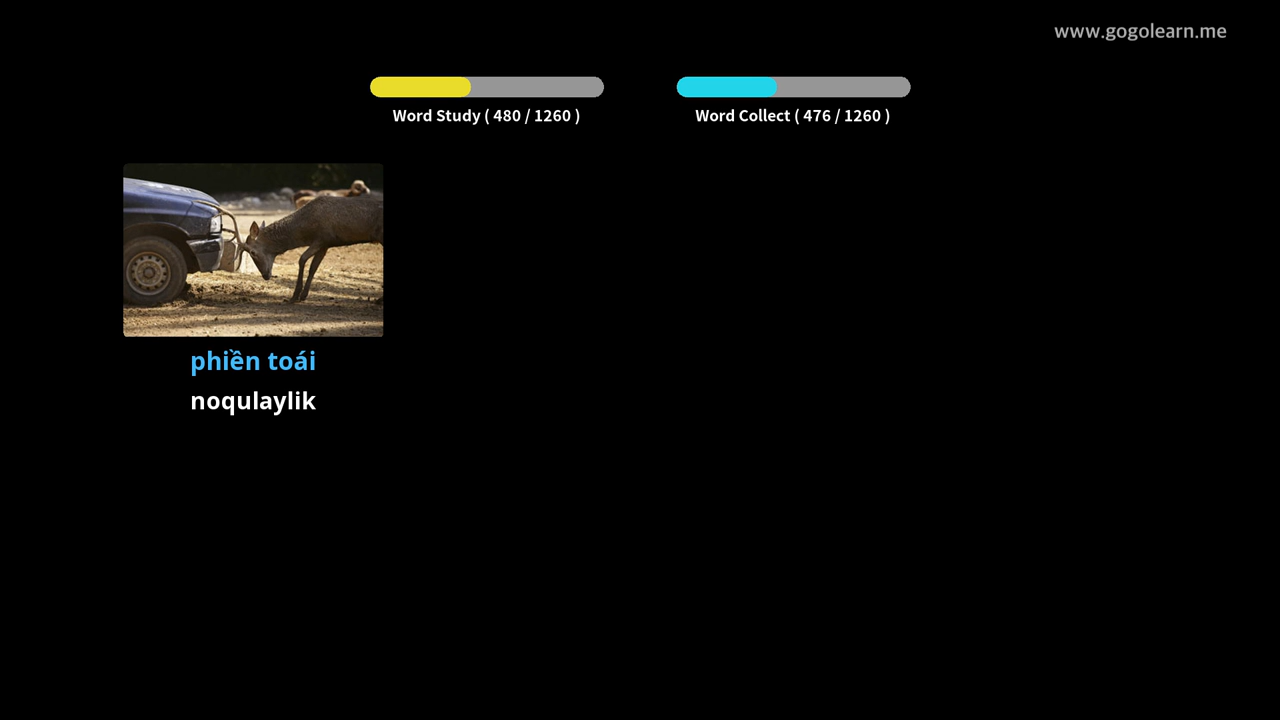 www.gogolearn.me
Word Study ( 480 / 1260 )
Word Collect ( 476 / 1260 )
phiền toái
noqulaylik